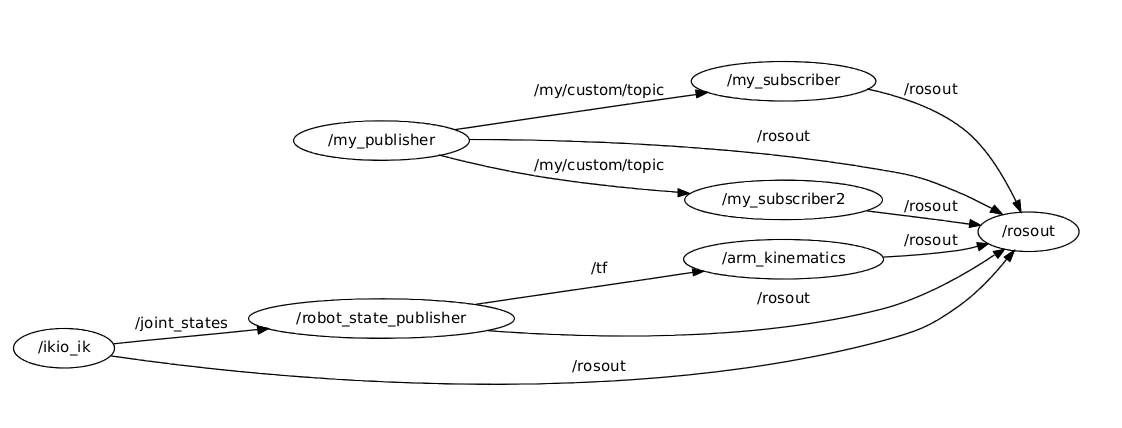 /my_subscriber
/rosout
/my/custom/topic
/my_publisher
/rosout
/my/custom/topic
/my_subscriber2
/rosout
/rosout
/rosout
/arm_kinematics
/tf
/rosout
/robot_state_publisher
/joint_states
/ikio_ik
/rosout